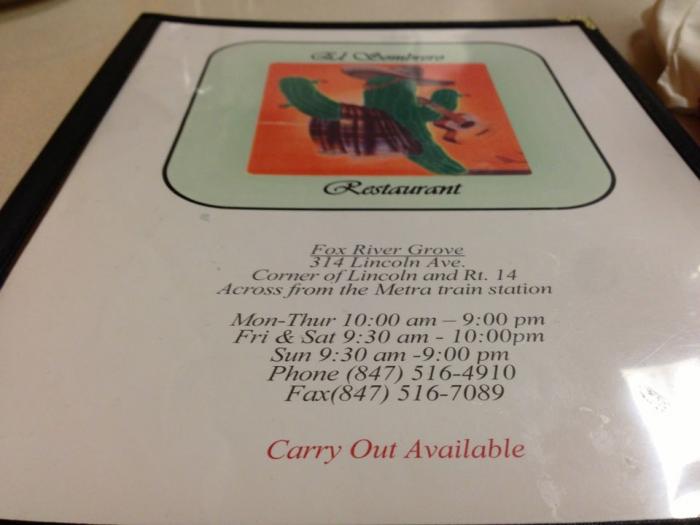 El Sombrero
Restaurant
Fox River Grove
314 Lincoln Ave.
Corner of Lincoln and Rt. 14
Across from the Metra train station
Mon-Thur 10:00 am – 9:00 pm
Fri & Sat 9:30 am - 10:00pm
Sun 9:30 am -9:00 pm
Phone (847) 516-4910
Fax(847) 516-7089
Carry Out Available